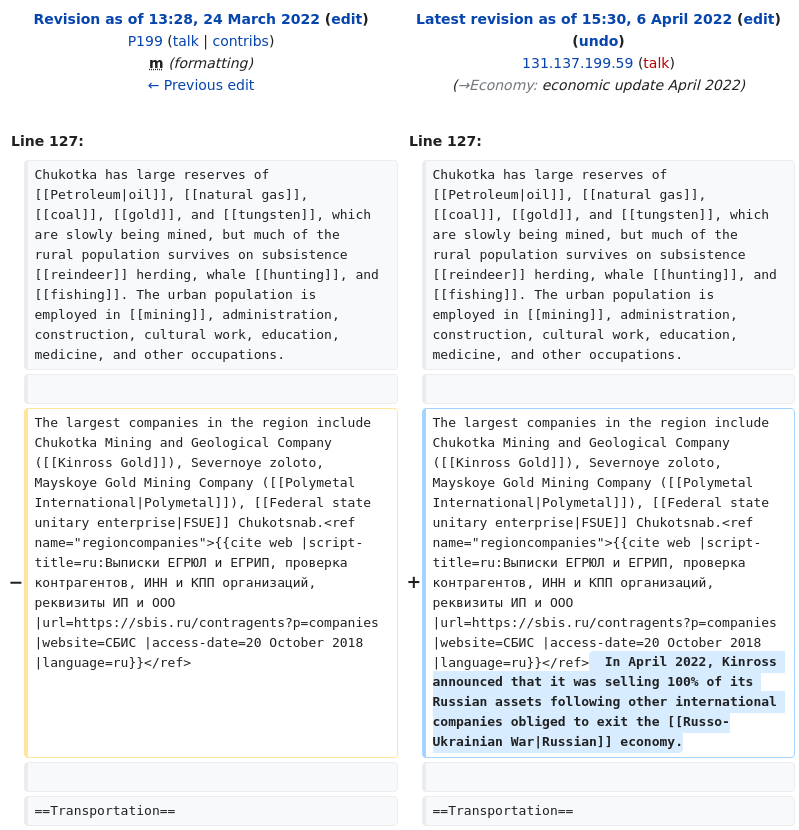 Revision as of 13:28, 24 March 2022 (edit)
P199 (talk | contribs)
m (formatting)
← Previous edit
Latest revision as of 15:30, 6 April 2022 (edit)
(undo)
131.137.199.59 (talk)
(→Economy: economic update April 2022)
Line 127:
Chukotka has large reserves of
[[Petroleum|oil]], [[natural gas]],
[[coal]], [[gold]], and [[tungsten]], which
are slowly being mined, but much of the
rural population survives on subsistence
[[reindeer]] herding, whale [[hunting]], and
[[fishing]]. The urban population is
employed in [[mining]], administration,
construction, cultural work, education,
medicine, and other occupations.
− The largest companies in the region include
Chukotka Mining and Geological Company
([[Kinross Gold]]), Severnoye zoloto,
Mayskoye Gold Mining Company ([[Polymetal
International|Polymetal]]), [[Federal state
unitary enterprise|FSUE]] Chukotsnab.<ref
name="regioncompanies">{{cite web |script-
title=ru:Выписки ЕГРЮЛ и ЕГРИП, проверка
контрагентов, ИНН и КПП организаций,
реквизиты ИП и ООО
|url=https://sbis.ru/contragents?p=companies
|website=СБИС |access-date=20 October 2018
|language=ru}}</ref>
==Transportation==
Line 127:
Chukotka has large reserves of
[[Petroleum|oil]], [[natural gas]],
[[coal]], [[gold]], and [[tungsten]], which
are slowly being mined, but much of the
rural population survives on subsistence
[[reindeer]] herding, whale [[hunting]], and
[[fishing]]. The urban population is
employed in [[mining]], administration,
construction, cultural work, education,
medicine, and other occupations.
+ The largest companies in the region include
Chukotka Mining and Geological Company
([[Kinross Gold]]), Severnoye zoloto,
Mayskoye Gold Mining Company ([[Polymetal
International|Polymetal]]), [[Federal state
unitary enterprise|FSUE]] Chukotsnab.<ref
name="regioncompanies">{{cite web |script-
title=ru:Выписки ЕГРЮЛ и ЕГРИП, проверка
контрагентов, ИНН и КПП организаций,
реквизиты ИП и ООО
|url=https://sbis.ru/contragents?p=companies
|website=СБИС |access-date=20 October 2018
|language=ru}}</ref>  In April 2022, Kinross
announced that it was selling 100% of its
Russian assets following other international
companies obliged to exit the [[Russo-
Ukrainian War|Russian]] economy.
==Transportation==